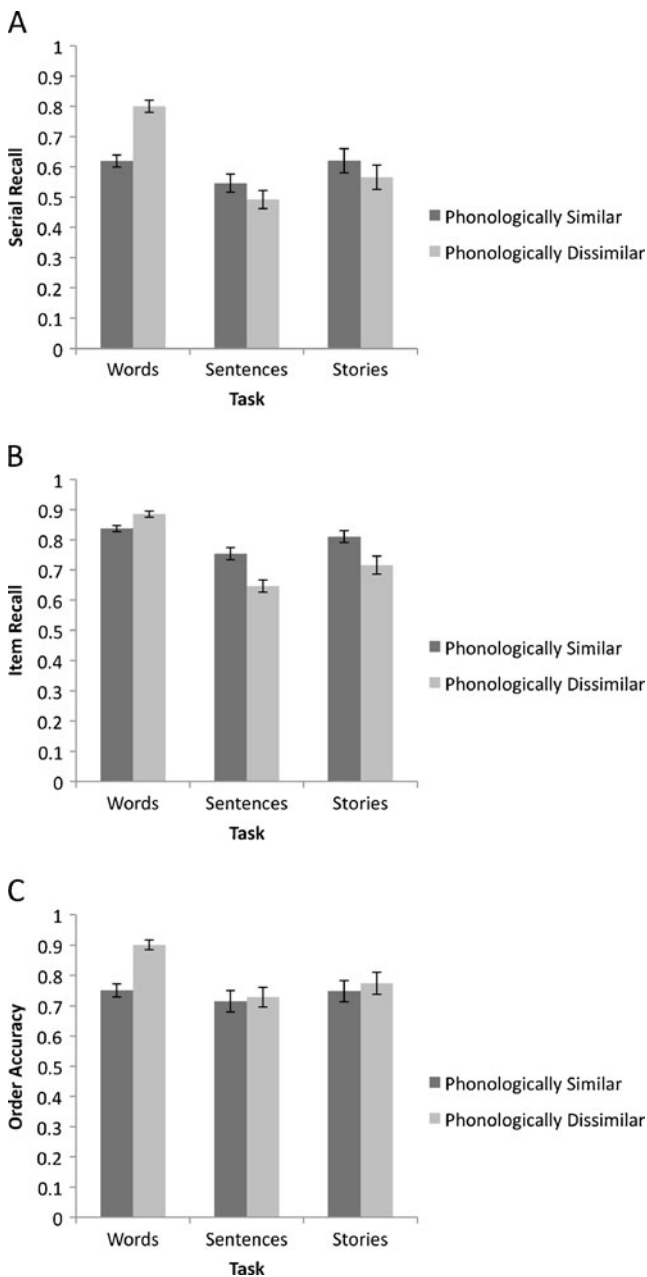 A
Serial Recall
1
0.9
0.8
0.7
0.6
0.5
0.4
0.3
0.2
0.1
0
Words Sentences Stories
Task
Phonologically Similar
Phonologically Dissimilar
B
Item Recall
1
0.9
0.8
0.7
0.6
0.5
0.4
0.3
0.2
0.1
0
Words Sentences Stories
Task
Phonologically Similar
Phonologically Dissimilar
C
Order Accuracy
1
0.9
0.8
0.7
0.6
0.5
0.4
0.3
0.2
0.1
0
Words Sentences Stories
Task
Phonologically Similar
Phonologically Dissimilar